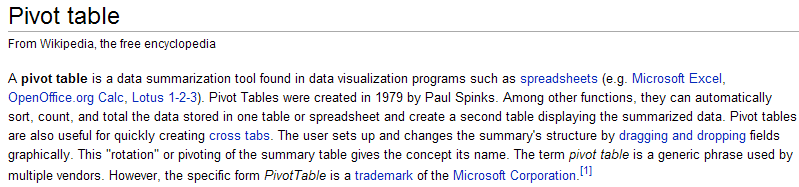 Pivot table
From Wikipedia, the free encyclopedia
A pivot table is a data summarization tool found in data visualization programs such as spreadsheets (e.g. Microsoft Excel,
OpenOffice.org Calc, Lotus 1-2-3). Pivot Tables were created in 1979 by Paul Spinks. Among other functions, they can automatically
sort, count, and total the data stored in one table or spreadsheet and create a second table displaying the summarized data. Pivot tables
are also useful for quickly creating cross tabs. The user sets up and changes the summary's structure by dragging and dropping fields
graphically. This "rotation" or pivoting of the summary table gives the concept its name. The term pivot table is a generic phrase used by
multiple vendors. However, the specific form PivotTable is a trademark of the Microsoft Corporation.[1]